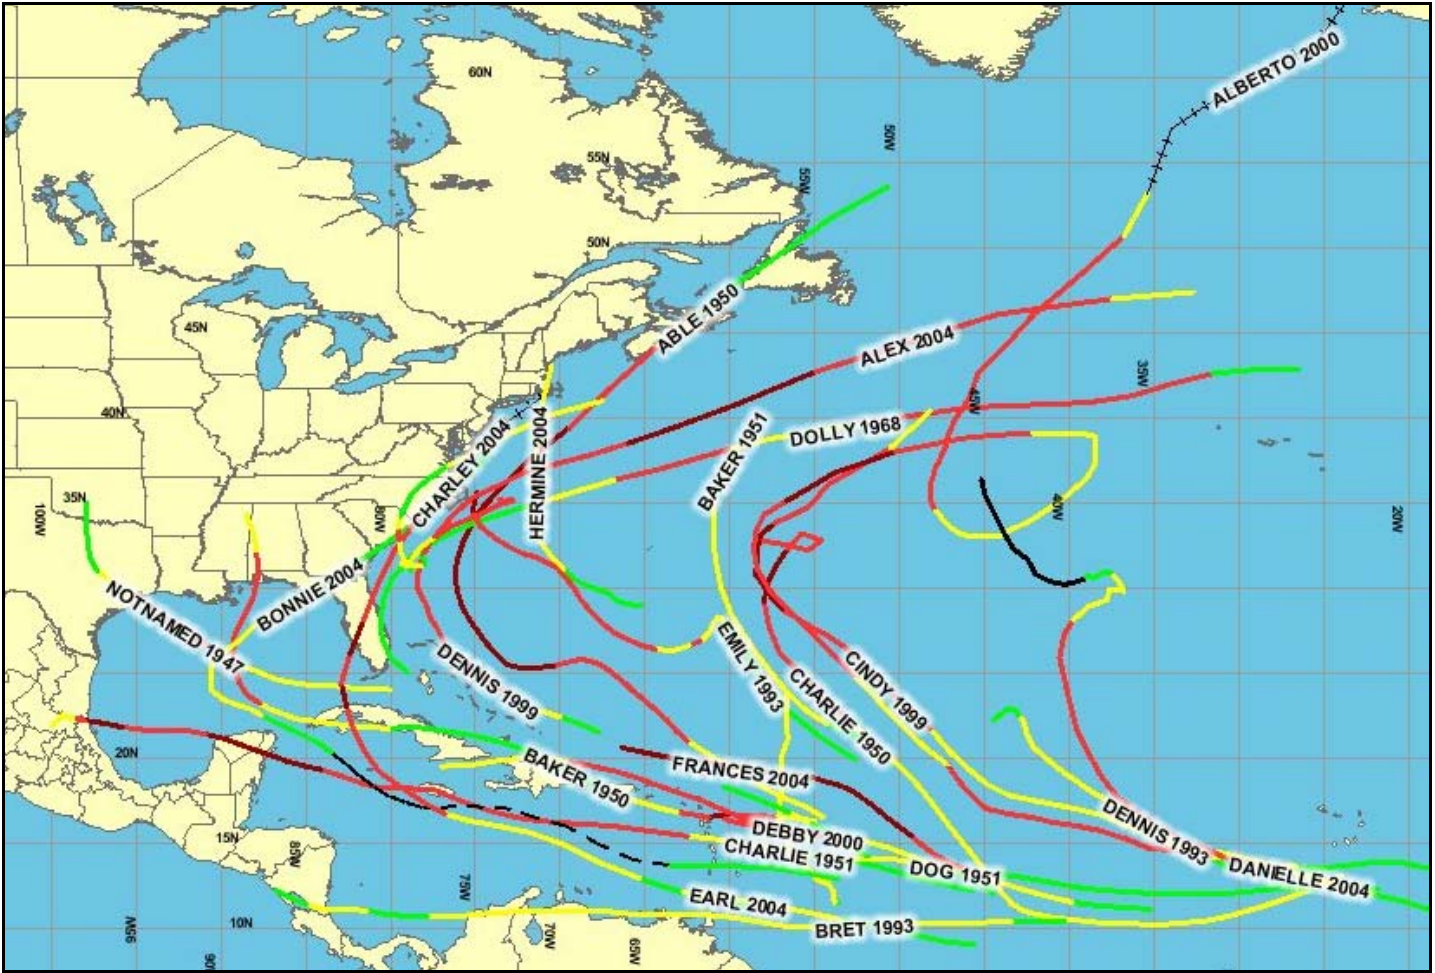 ALBERTO 2000
60N
50W
55N
55W
50N
ABLE 1950
45N
ALEX 2004
35W
45W
40N
CHARLEY 2004
HERMINE 2004
BAKER 1951
DOLLY 1968
35N
100W
80W
40W
20W
NOTNAMED 1947
BONNIE 2004
DENNIS 1999
EMILY 1993
CHARLIE 1950
CINDY 1999
20N
BAKER 1950
FRANCES 2004
DENNIS 1993
15N
85W
DEBBY 2000
CHARLIE 1951
DOG 1951
DANIELLE 2004
75W
EARL 2004
BRET 1993
95W
10N
90W
70W
65W